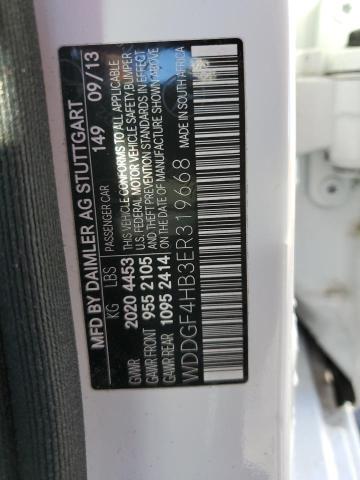 MFD BY DAIMLER AG STUTTGART
PASSENGER CAR 149 09/13
KG LBS
GVWR 2020 4453 THIS VEHICLE CONFORMS TO ALL APPLICABLE
GAWR FRONT 955 2105 U.S. FEDERAL MOTOR VEHICLE SAFETY, BUMPER,
GAWR REAR 1095 2414 AND THEFT PREVENTION STANDARDS IN EFFECT
ON THE DATE OF MANUFACTURE SHOWN ABOVE
MADE IN SOUTH AFRICA
WDDGF4HB3ER319668